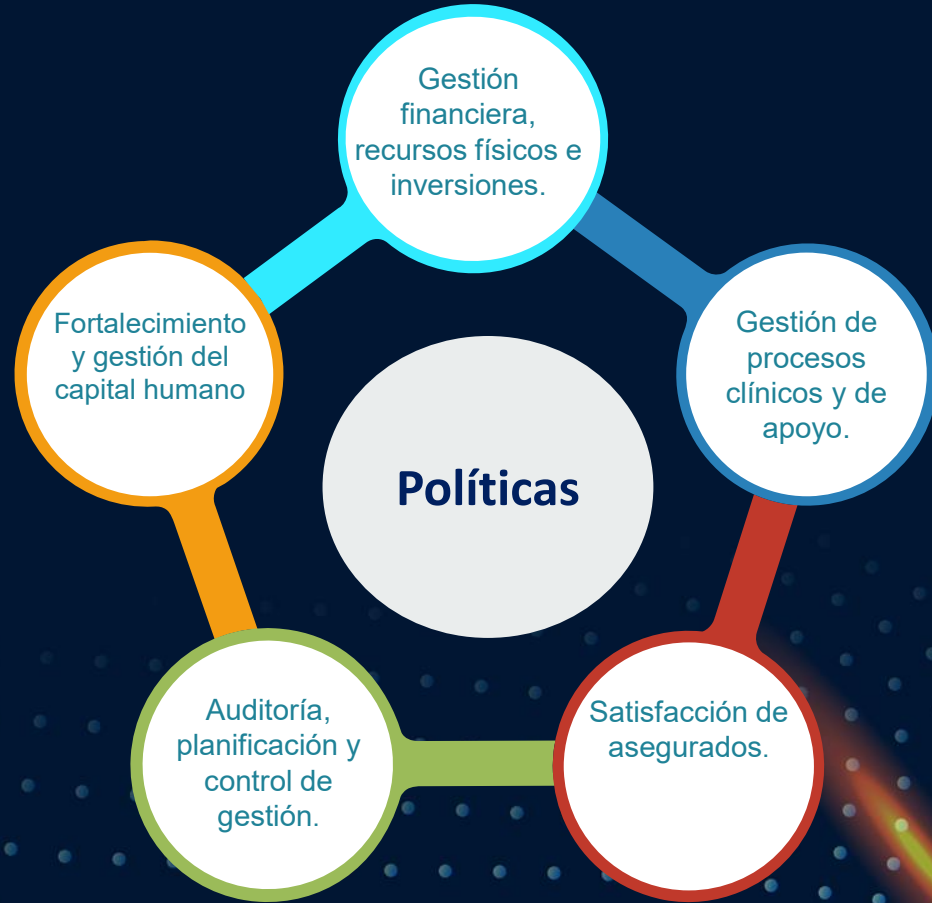 Gestión
financiera,
recursos físicos e
inversiones.
Fortalecimiento
y gestión del
capital humano
Gestión de
procesos
clínicos y de
apoyo.
Políticas
Auditoría,
planificación y
control de
gestión.
Satisfacción de
asegurados.